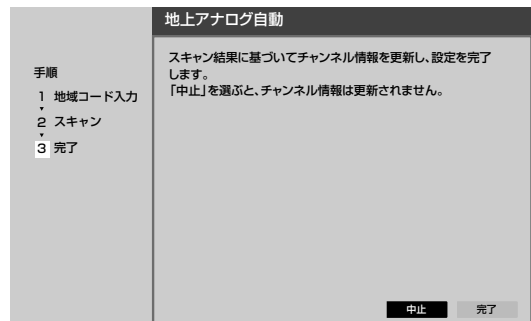 地上アナログ自動
手順
1 地域コード入力
2 スキャン
3 完了
スキャン結果に基づいてチャンネル情報を更新し、設定を完了
します。
「中止」を選ぶと、チャンネル情報は更新されません。
中止 完了